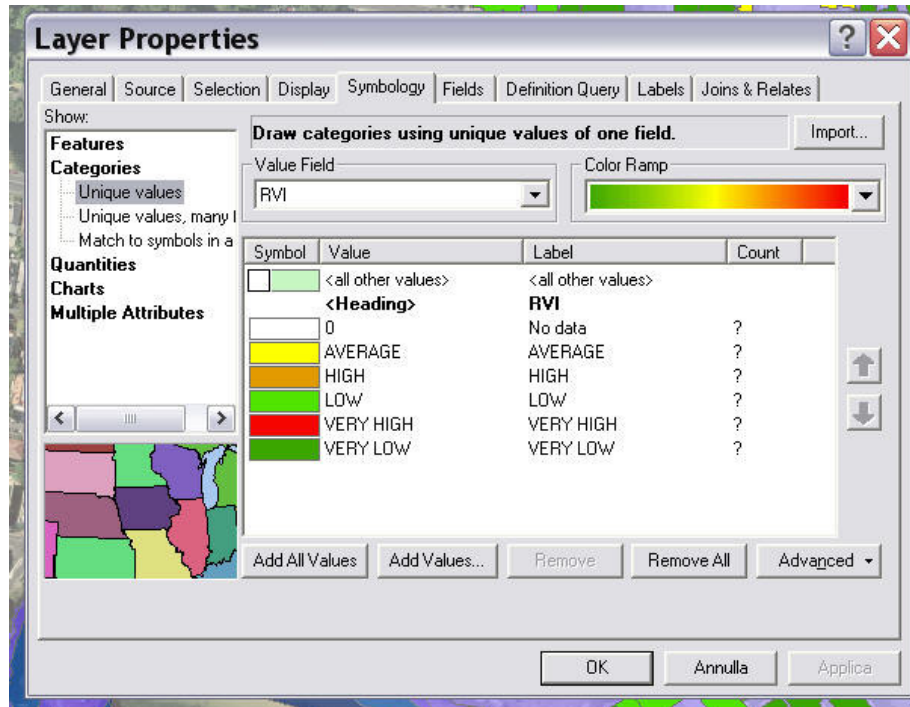 Layer Properties
General Source Selection Display Symbology Fields Definition Query Labels Joins & Relates
Show:
Features
Categories
Unique values
Unique values, many
Match to symbols in a
Quantities
Charts
Multiple Attributes
Draw categories using unique values of one field.
Import...
Value Field
RVI
Color Ramp
Symbol Value Label Count
<all other values> <all other values>
<Heading> RVI
0 No data ?
AVERAGE AVERAGE ?
HIGH HIGH ?
LOW LOW ?
VERY HIGH VERY HIGH ?
VERY LOW VERY LOW ?
Add All Values Add Values... Remove Remove All Advanced
OK Annulla Applica